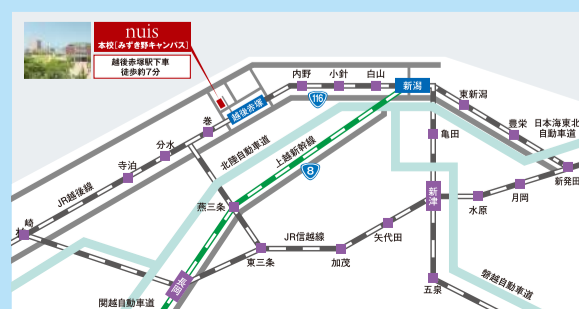 nuis
本校[みずき野キャンパス]
越後赤塚駅下車
徒歩約7分
内野
小針
白山
新潟
東新潟
116
越後赤塚
巻
分水
寺泊
JR越後線
北陸自動車道
上越新幹線
8
亀田
豊栄
日本海東北
自動車道
新発田
月岡
水原
新津
矢代田
JR信越線
加茂
東三条
燕三条
崎
長岡
関越自動車道
五泉
磐越自動車道